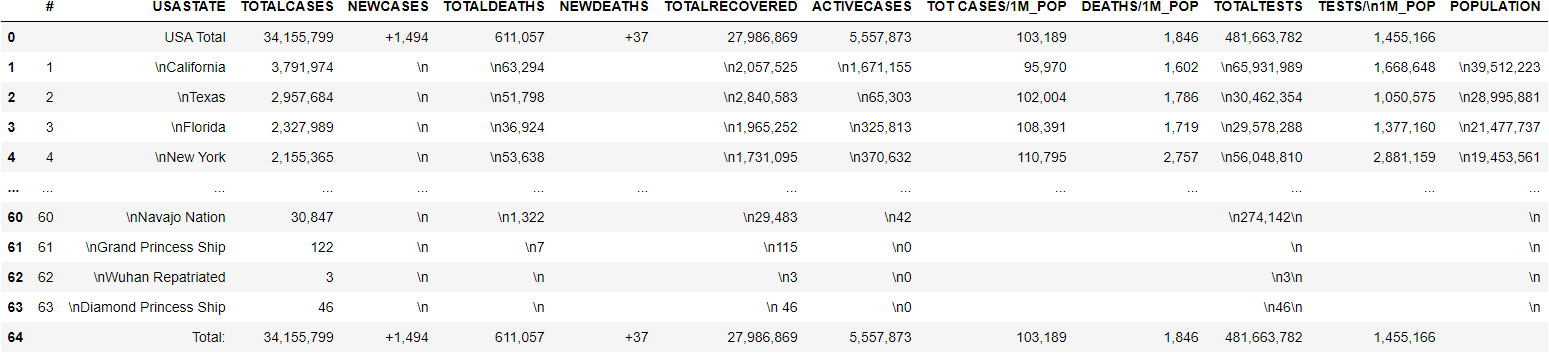 # USASTATE TOTALCASES NEWCASES TOTALDEATHS NEWDEATHS TOTALRECOVERED ACTIVECASES TOT CASES/1M_POP DEATHS/1M_POP TOTALTESTS TESTS/\n1M_POP POPULATION
0 USA Total 34,155,799 +1,494 611,057 +37 27,986,869 5,557,873 103,189 1,846 481,663,782 1,455,166
1 1 \nCalifornia 3,791,974 \n \n63,294 \n2,057,525 \n1,671,155 95,970 1,602 \n65,931,989 1,668,648 \n39,512,223
2 2 \nTexas 2,957,684 \n \n51,798 \n2,840,583 \n65,303 102,004 1,786 \n30,462,354 1,050,575 \n28,995,881
3 3 \nFlorida 2,327,989 \n \n36,924 \n1,965,252 \n325,813 108,391 1,719 \n29,578,288 1,377,160 \n21,477,737
4 4 \nNew York 2,155,365 \n \n53,638 \n1,731,095 \n370,632 110,795 2,757 \n56,048,810 2,881,159 \n19,453,561
... ... ... ... ... ... ... ... ... ... ... ... ... ...
60 60 \nNavajo Nation 30,847 \n \n1,322 \n29,483 \n42 \n274,142\n \n
61 61 \nGrand Princess Ship 122 \n \n7 \n115 \n0 \n \n
62 62 \nWuhan Repatriated 3 \n \n \n3 \n0 \n3\n \n
63 63 \nDiamond Princess Ship 46 \n \n \n 46 \n0 \n46\n \n
64 Total: 34,155,799 +1,494 611,057 +37 27,986,869 5,557,873 103,189 1,846 481,663,782 1,455,166